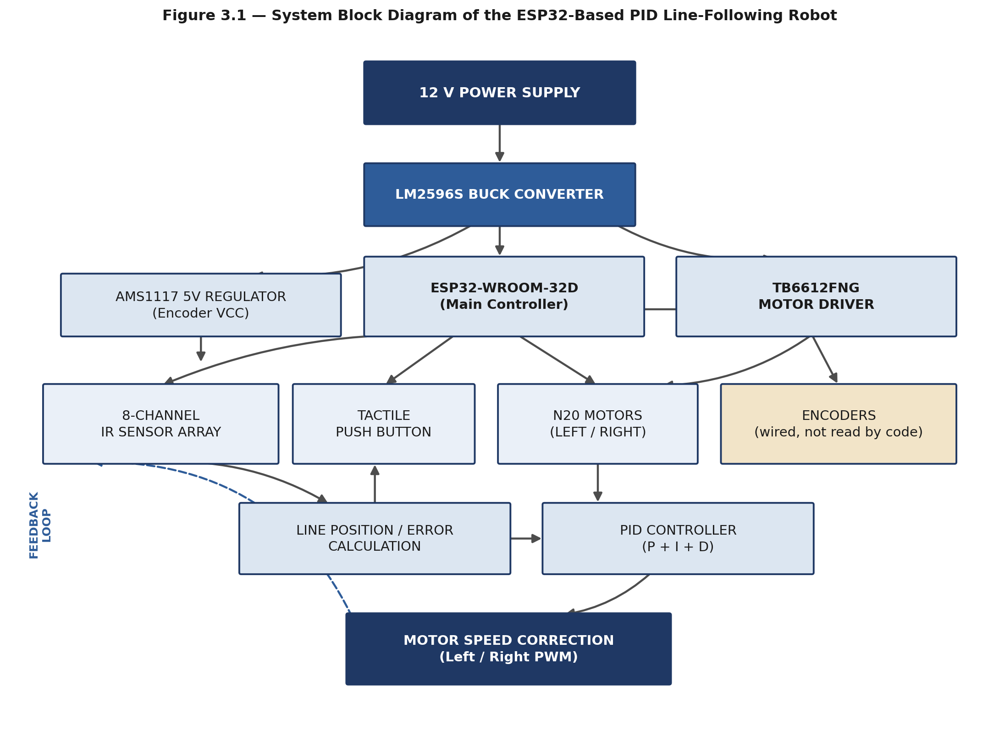 Figure 3.1 — System Block Diagram of the ESP32-Based PID Line-Following Robot
12 V POWER SUPPLY
LM2596S BUCK CONVERTER
AMS1117 5V REGULATOR
(Encoder VCC)
ESP32-WROOM-32D
(Main Controller)
TB6612FNG
MOTOR DRIVER
8-CHANNEL
IR SENSOR ARRAY
TACTILE
PUSH BUTTON
N20 MOTORS
(LEFT / RIGHT)
ENCODERS
(wired, not read by code)
FEEDBACK
LOOP
LINE POSITION / ERROR
CALCULATION
PID CONTROLLER
(P + I + D)
MOTOR SPEED CORRECTION
(Left / Right PWM)